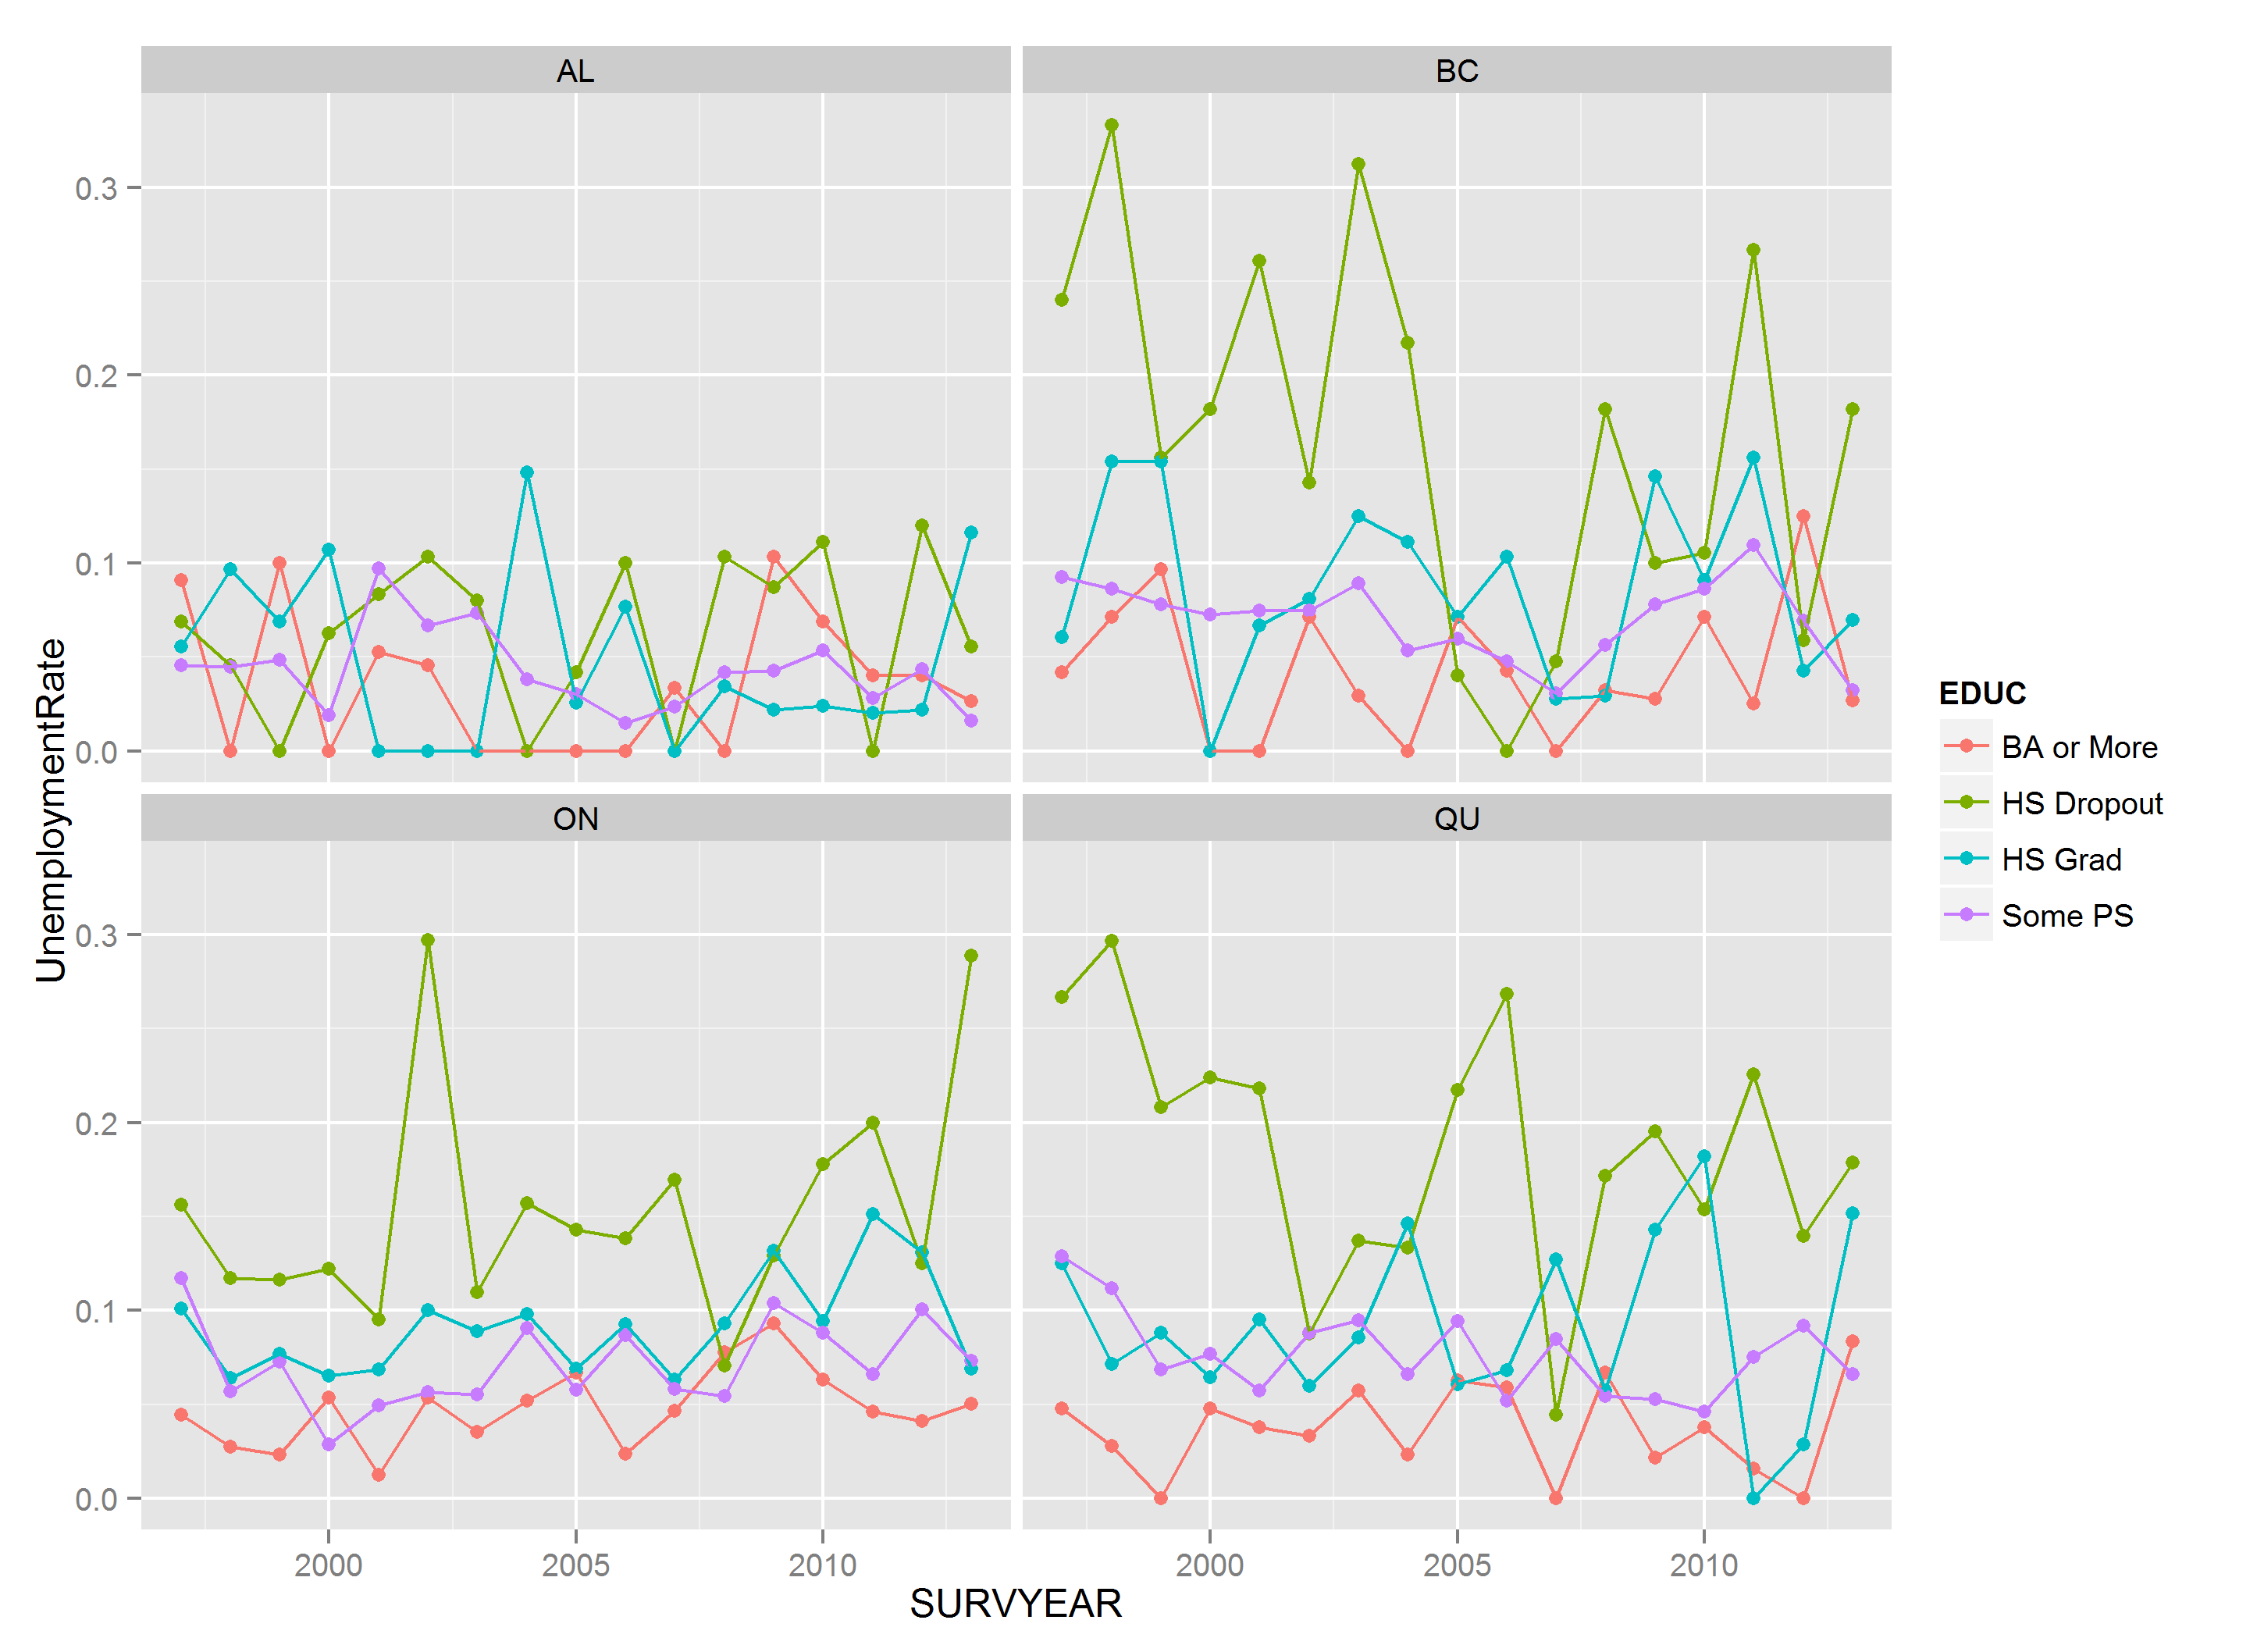 AL
BC
0.3
0.2
0.1
0.0
ON
QU
0.3
0.2
0.1
0.0
2000
2005
2010
2000
2005
2010
SURVYEAR
UnemploymentRate
EDUC
BA or More
HS Dropout
HS Grad
Some PS